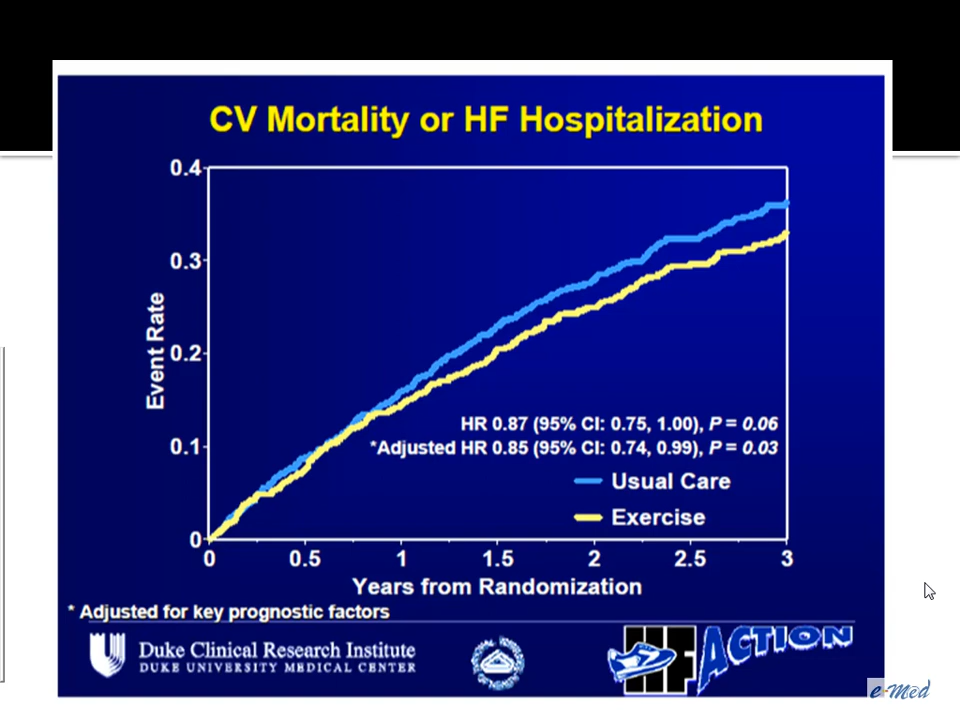 CV Mortality or HF Hospitalization
0.4
0.3
0.2
0.1
0
Event Rate
HR 0.87 (95% CI: 0.75, 1.00), P = 0.06
*Adjusted HR 0.85 (95% CI: 0.74, 0.99), P = 0.03
Usual Care
Exercise
0 0.5 1 1.5 2 2.5 3
Years from Randomization
* Adjusted for key prognostic factors
Duke Clinical Research Institute
DUKE UNIVERSITY MEDICAL CENTER
HF ACTION
e-Med